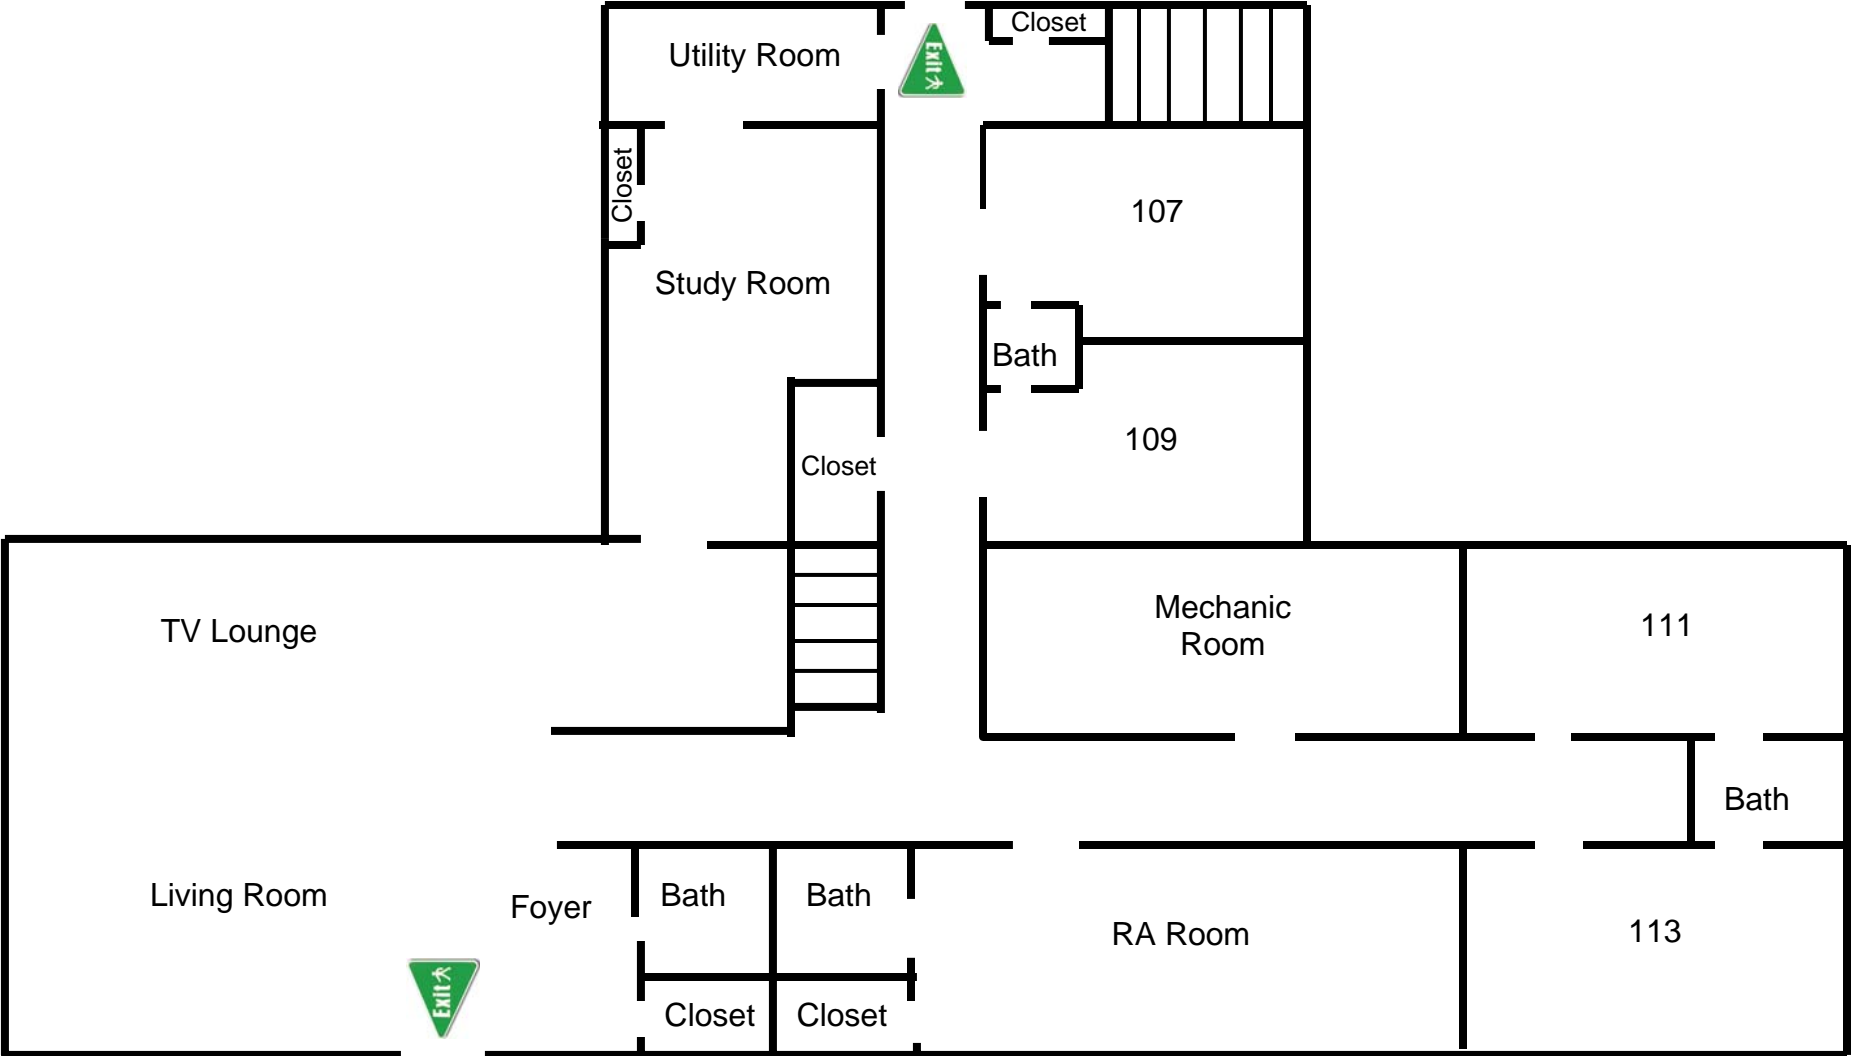 Closet
Utility Room
Exit
Closet
107
Study Room
Bath
109
Closet
Mechanic
Room
111
TV Lounge
Bath
Living Room
Foyer
Bath
Bath
RA Room
113
Exit
Closet
Closet